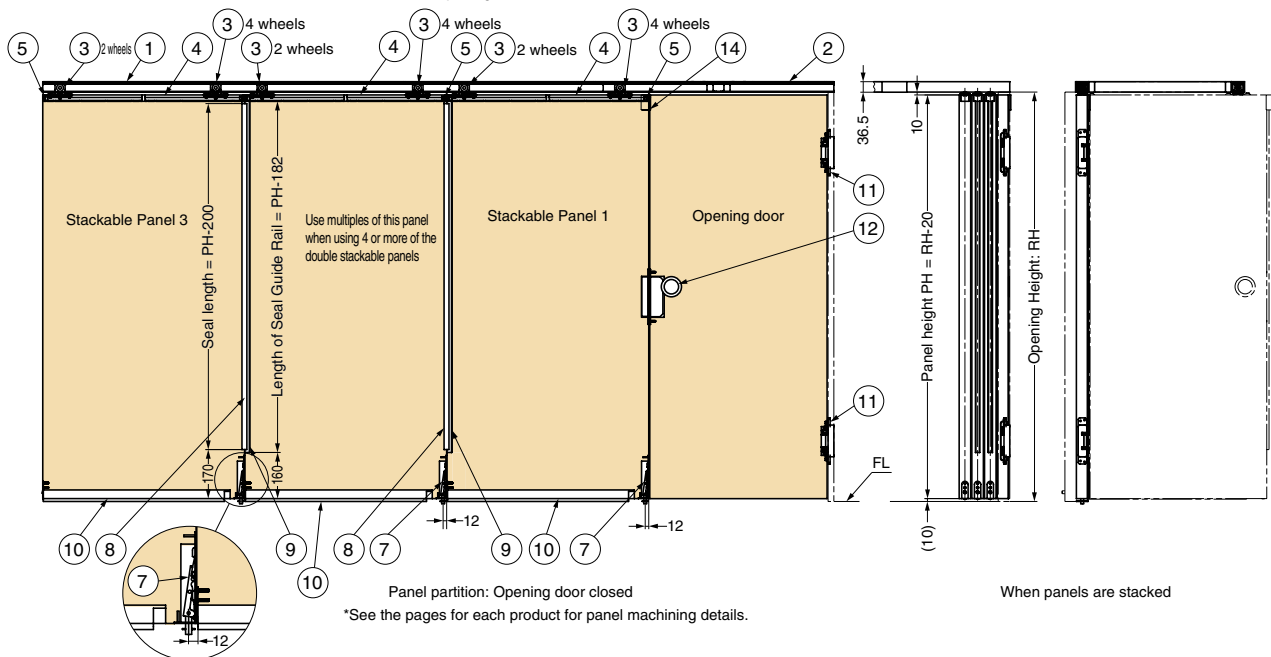 3 4 wheels
3 4 wheels
3 4 wheels
5
3 2 wheels
1
4
3 2 wheels
4
5
3 2 wheels
4
5
14
2
36.5
10
Stackable Panel 3
Seal length = PH-200
Length of Seal Guide Rail = PH-182
Use multiples of this panel
when using 4 or more of the
double stackable panels
Stackable Panel 1
Opening door
11
12
Panel height PH = RH-20
Opening Height: RH
11
170
160
FL
12
12
(10)
10
8
9
10
8
7
9
10
7
7
12
Panel partition: Opening door closed
*See the pages for each product for panel machining details.
When panels are stacked